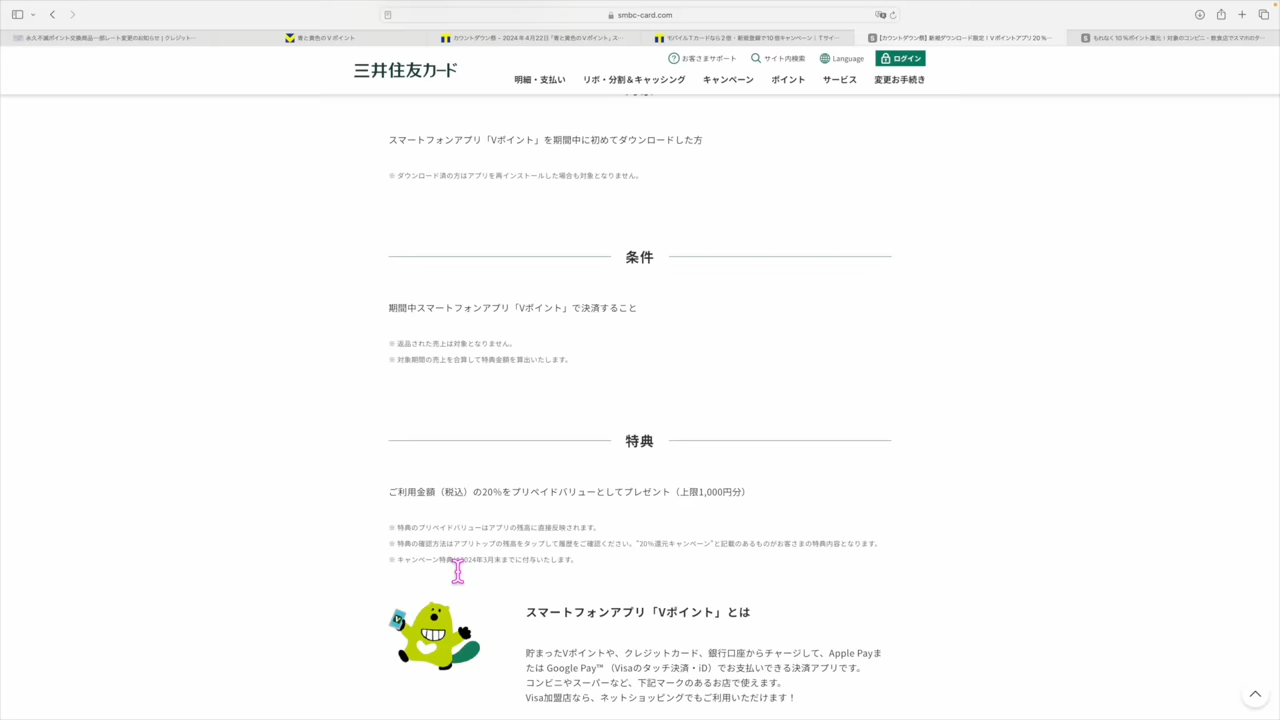 smbc-card.com
永久不滅ポイント交換商品一部レート変更のお知らせ | クレジット…
青と黄色のVポイント
カウントダウン祭 - 2024年4月22日「青と黄色のVポイント」ス…
モバイルTカードなら2倍・新規登録で10倍キャンペーン | Tサイ…
【カウントダウン祭】新規ダウンロード限定！Vポイントアプリ20%…
もれなく10%ポイント還元！対象のコンビニ・飲食店でスマホのタ…
三井住友カード
お客さまサポート
サイト内検索
Language
ログイン
明細・支払い
リボ・分割＆キャッシング
キャンペーン
ポイント
サービス
変更お手続き
スマートフォンアプリ「Vポイント」を期間中に初めてダウンロードした方
※ ダウンロード済の方はアプリを再インストールした場合も対象となりません。
条件
期間中スマートフォンアプリ「Vポイント」で決済すること
※ 返品された売上は対象となりません。
※ 対象期間の売上を合算して特典金額を算出いたします。
特典
ご利用金額（税込）の20%をプリペイドバリューとしてプレゼント（上限1,000円分）
※ 特典のプリペイドバリューはアプリの残高に直接反映されます。
※ 特典の確認方法はアプリトップの残高をタップして履歴をご確認ください。"20%還元キャンペーン"と記載のあるものがお客さまの特典内容となります。
※ キャンペーン特典 2024年3月末までに付与いたします。
スマートフォンアプリ「Vポイント」とは
貯まったVポイントや、クレジットカード、銀行口座からチャージして、Apple Payま
たは Google Pay™ （Visaのタッチ決済・iD）でお支払いできる決済アプリです。
コンビニやスーパーなど、下記マークのあるお店で使えます。
Visa加盟店なら、ネットショッピングでもご利用いただけます！